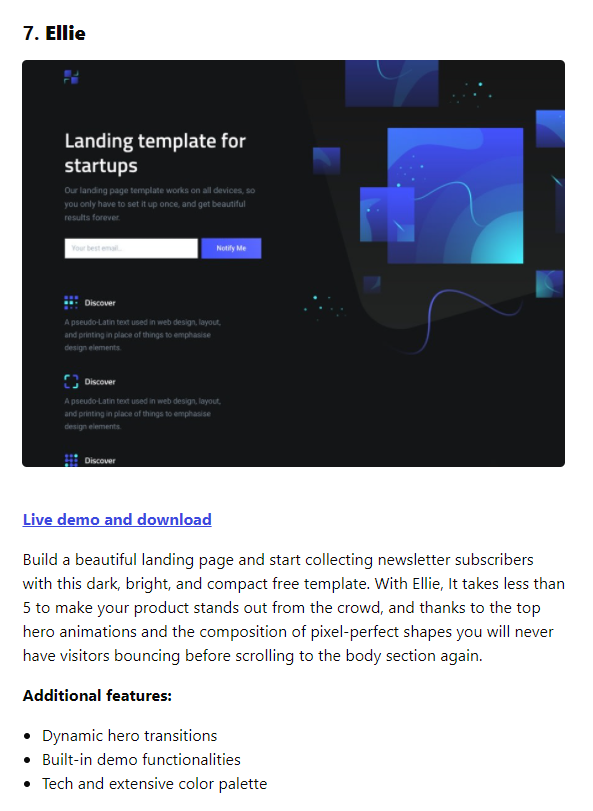 7. Ellie
Landing template for
startups
Our landing page template works on all devices, so
you only have to set it up once, and get beautiful
results forever.
Your best email...
Notify Me
Discover
A pseudo-Latin text used in web design, layout,
and printing in place of things to emphasise
design elements.
Discover
A pseudo-Latin text used in web design, layout,
and printing in place of things to emphasise
design elements.
Discover
Live demo and download
Build a beautiful landing page and start collecting newsletter subscribers
with this dark, bright, and compact free template. With Ellie, It takes less than
5 to make your product stands out from the crowd, and thanks to the top
hero animations and the composition of pixel-perfect shapes you will never
have visitors bouncing before scrolling to the body section again.
Additional features:
• Dynamic hero transitions
• Built-in demo functionalities
• Tech and extensive color palette